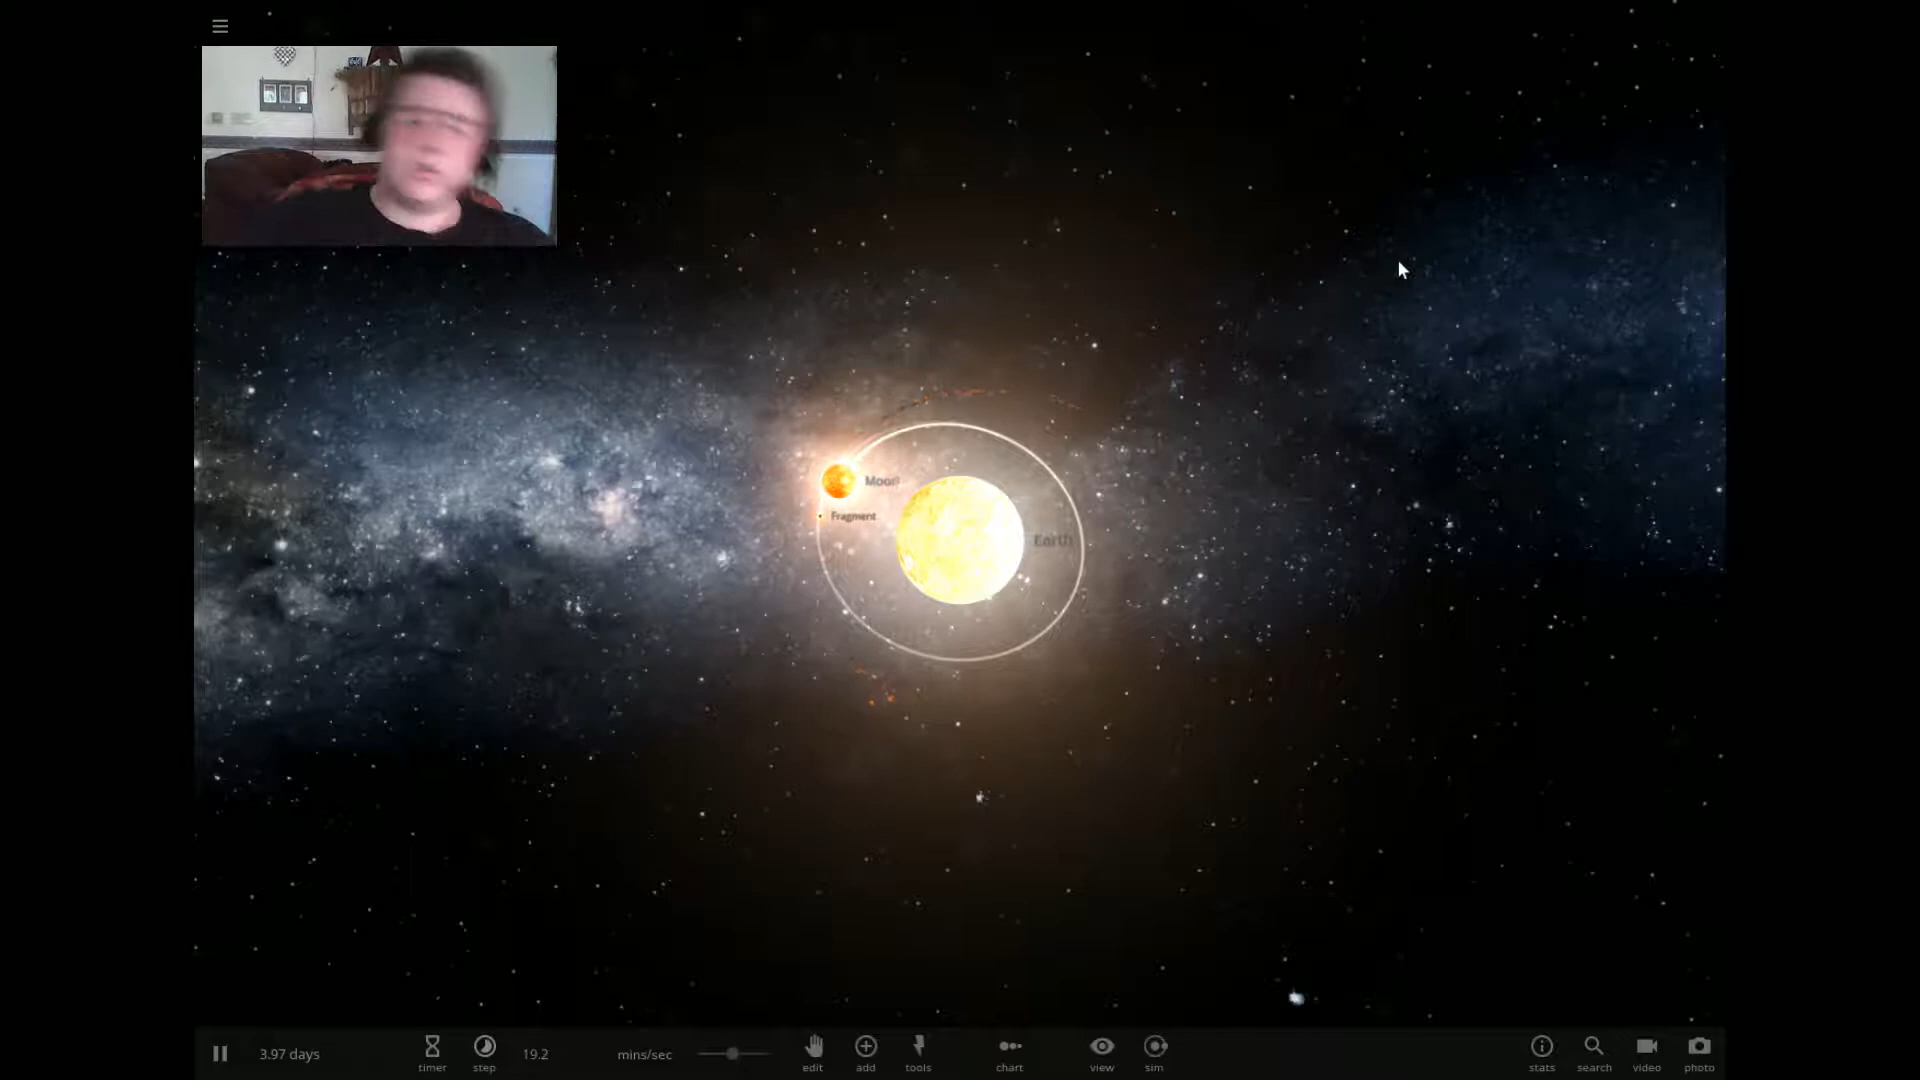 Moon
Fragment
Earth
3.97 days
timer
step
19.2
mins/sec
edit
add
tools
chart
view
sim
stats
search
video
photo